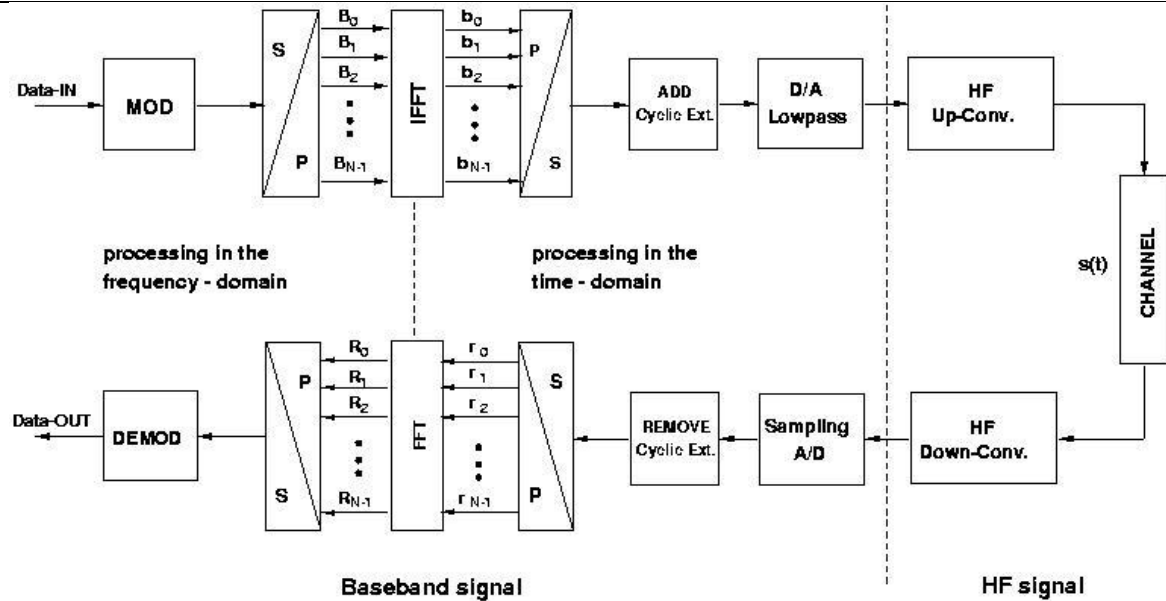 Data-IN
MOD
S
P
B0
B1
B2
BN-1
IFFT
b0
b1
b2
bN-1
P
S
ADD
Cyclic Ext.
D/A
Lowpass
HF
Up-Conv.
processing in the
frequency - domain
processing in the
time - domain
s(t)
CHANNEL
Data-OUT
DEMOD
P
S
R0
R1
R2
RN-1
FFT
r0
r1
r2
rN-1
S
P
REMOVE
Cyclic Ext.
Sampling
A/D
HF
Down-Conv.
Baseband signal
HF signal